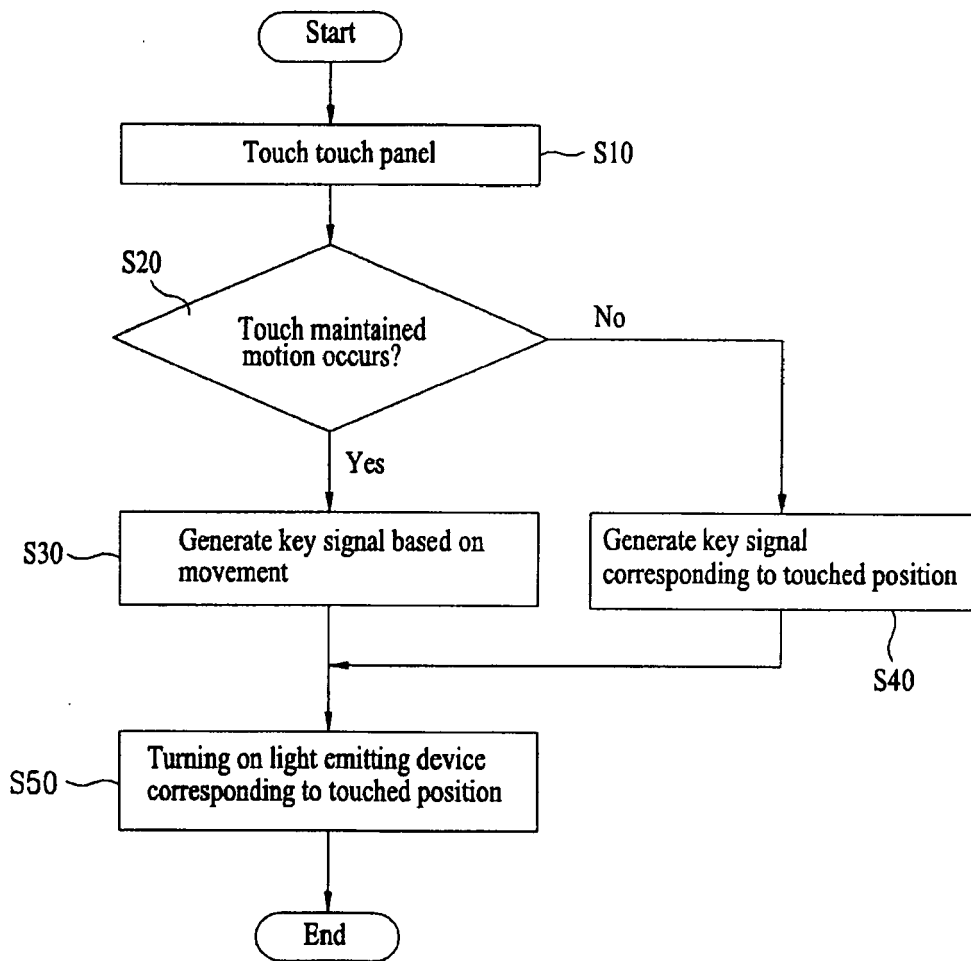 Start
Touch touch panel
S10
S20
Touch maintained
motion occurs?
No
Yes
S30
Generate key signal based on
movement
Generate key signal
corresponding to touched position
S40
S50
Turning on light emitting device
corresponding to touched position
End